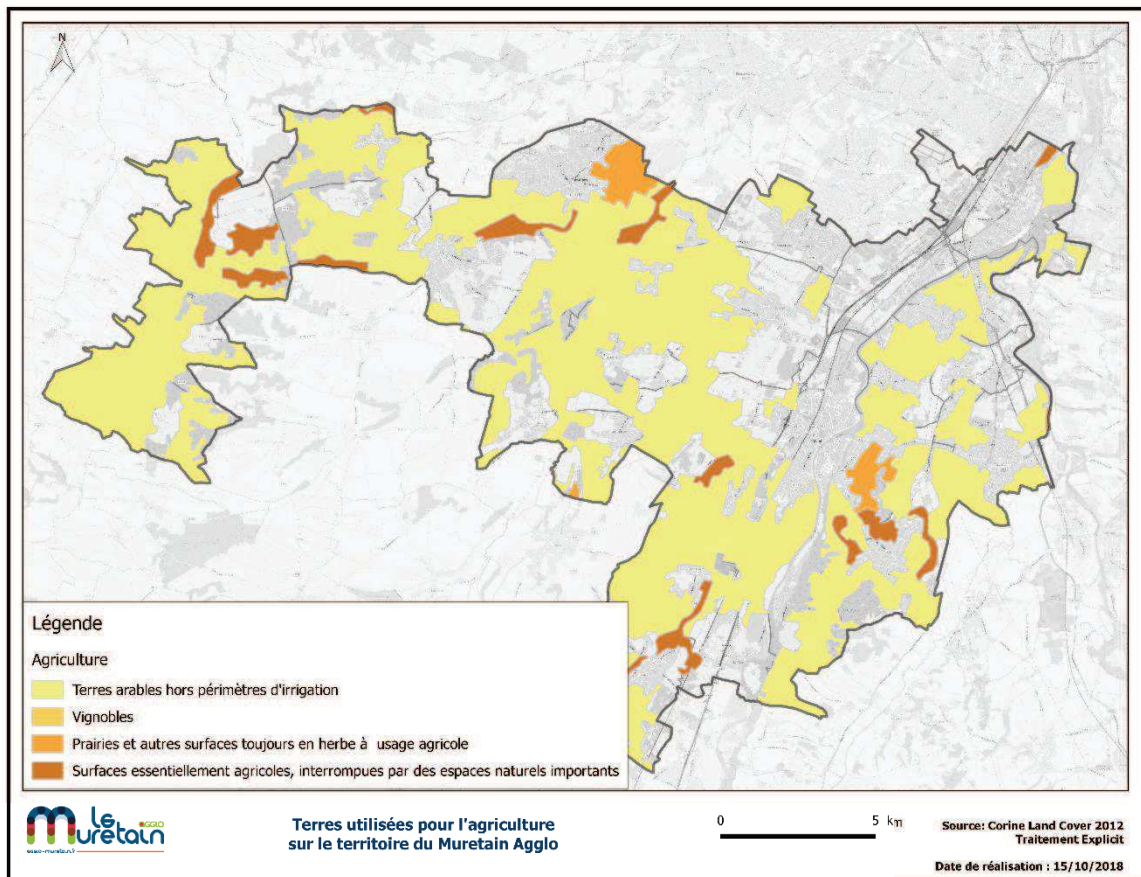 N
Légende
Agriculture
Terres arables hors périmètres d'irrigation
Vignobles
Prairies et autres surfaces toujours en herbe à usage agricole
Surfaces essentiellement agricoles, interrompues par des espaces naturels importants
Le
muretain
AGGLO
Terres utilisées pour l'agriculture
sur le territoire du Muretain Agglo
0 5 km
Source: Corine Land Cover 2012
Traitement Explicit
Date de réalisation : 15/10/2018